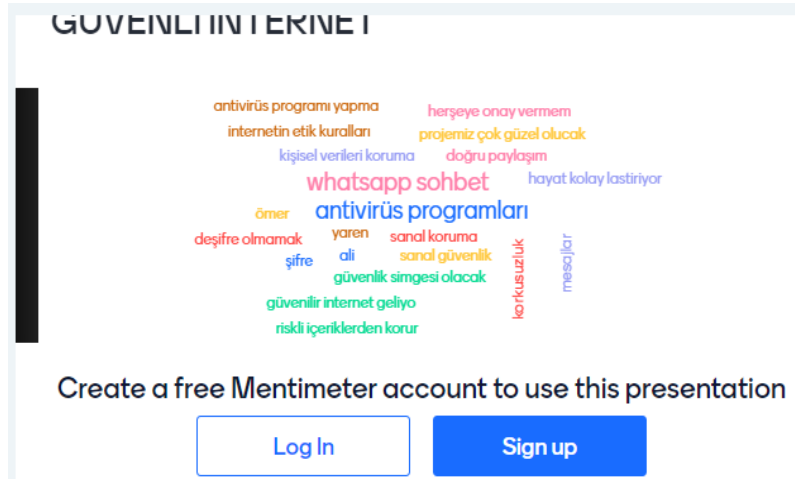 GÜVENLİ İNTERNET
antivirüs programı yapma
herşeye onay vermem
internetin etik kuralları
projemiz çok güzel olucak
kişisel verileri koruma
doğru paylaşım
whatsapp sohbet
hayat kolay lastiriyor
ömer
antivirüs programları
deşifre olmamak
yaren
sanal koruma
şifre
ali
sanal güvenlik
korkusuzluk
mesajlar
güvenlik simgesi olacak
güvenilir internet geliyo
riskli içeriklerden korur
Create a free Mentimeter account to use this presentation
Log In
Sign up